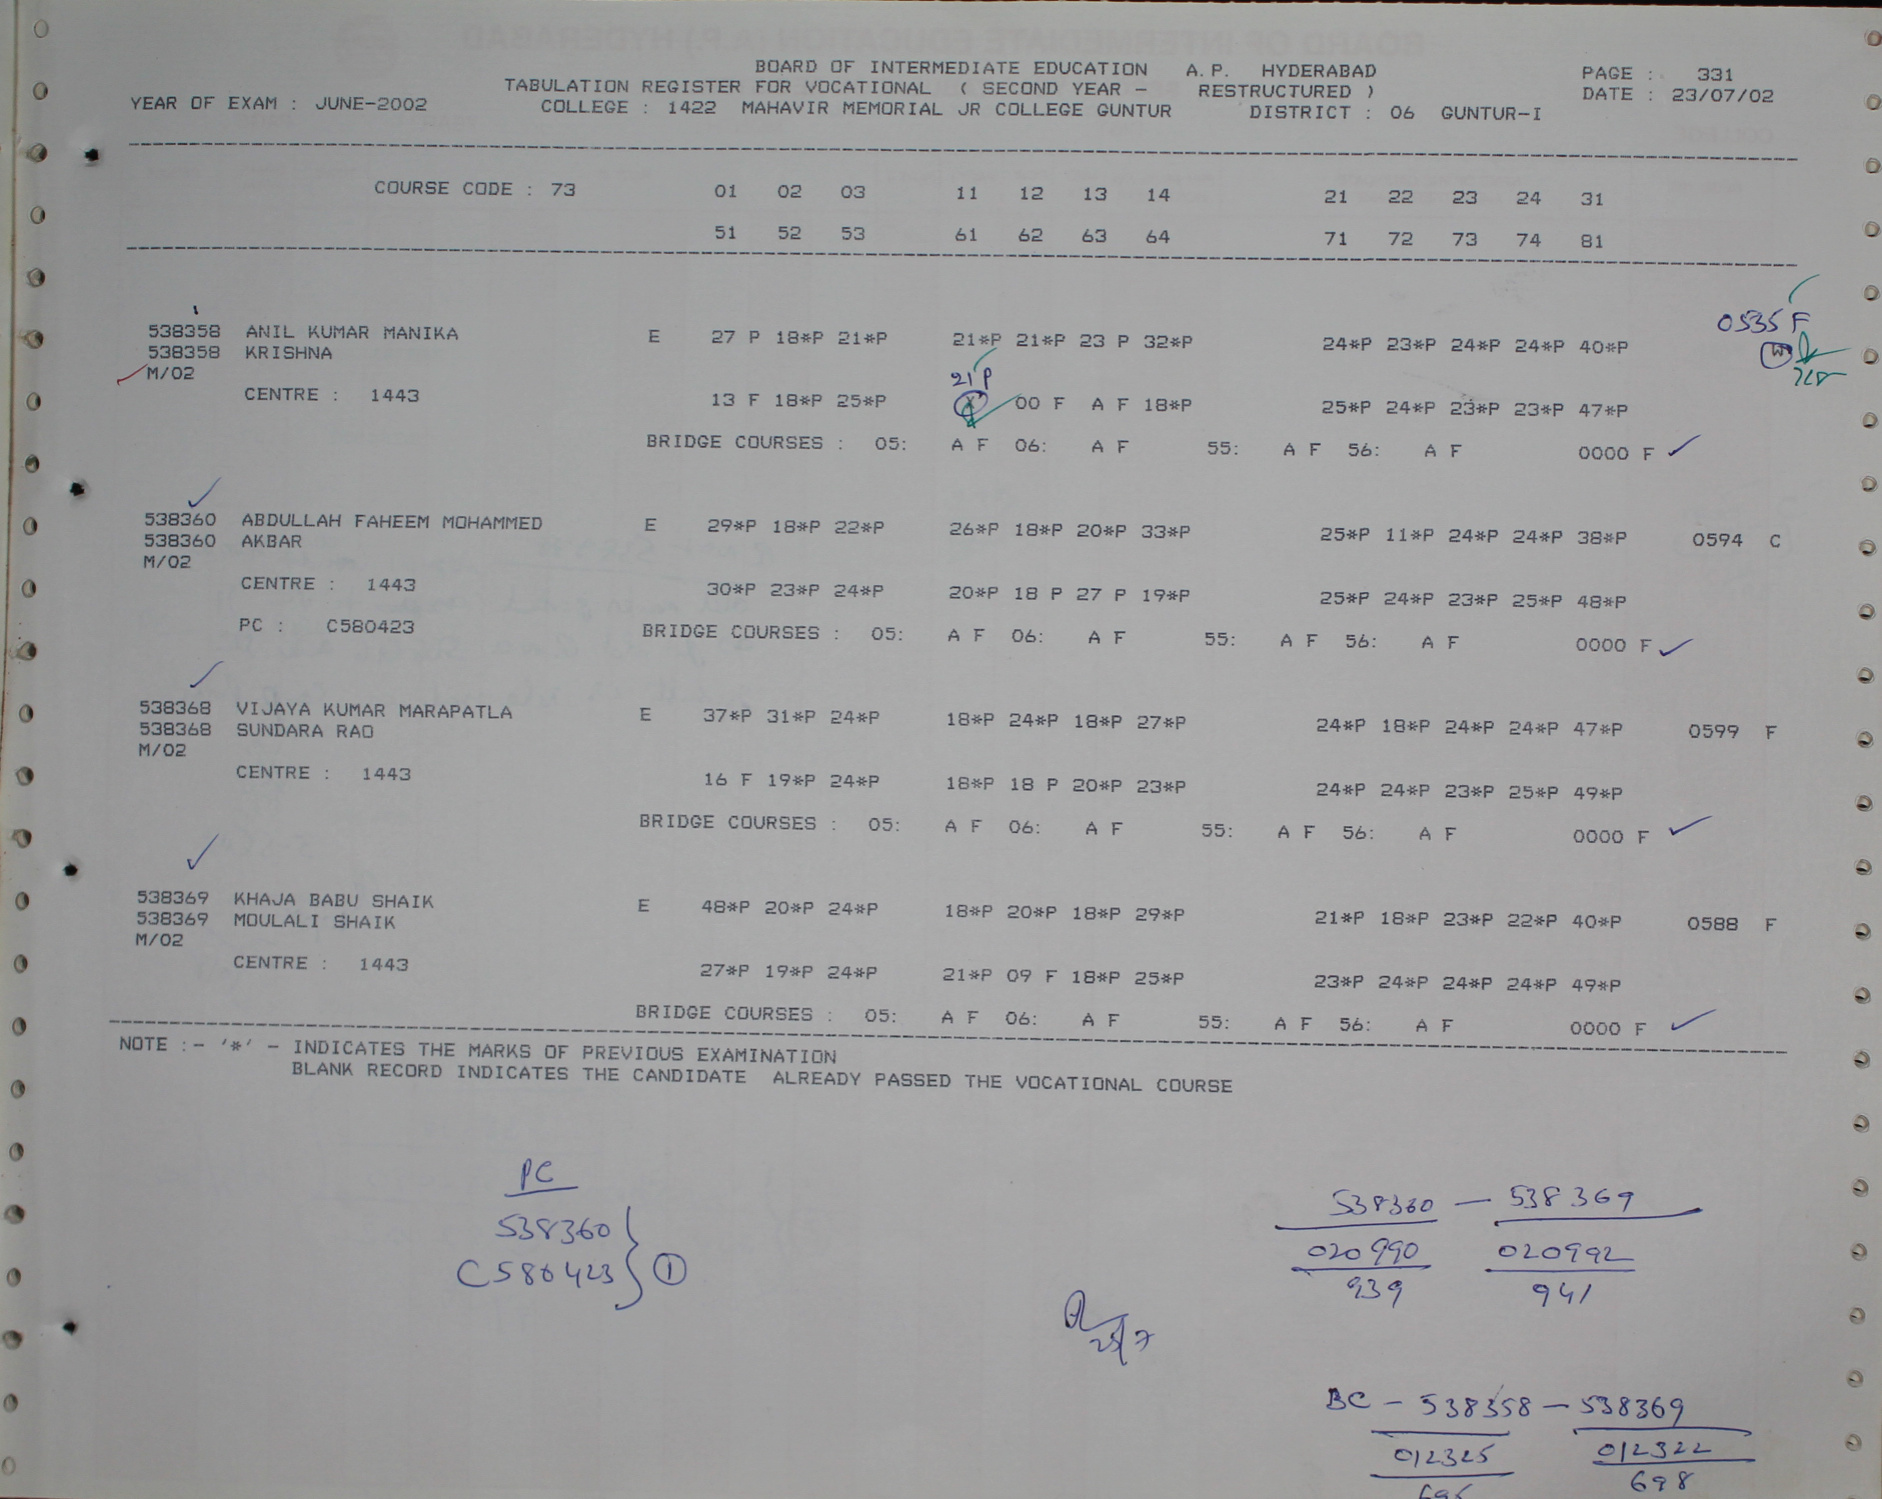 BOARD OF INTERMEDIATE EDUCATION A.P. HYDERABAD
TABULATION REGISTER FOR VOCATIONAL ( SECOND YEAR - RESTRUCTURED )
PAGE : 331
DATE : 23/07/02
YEAR OF EXAM : JUNE-2002 COLLEGE : 1422 MAHAVIR MEMORIAL JR COLLEGE GUNTUR DISTRICT : 06 GUNTUR-I
COURSE CODE : 73 01 02 03 11 12 13 14 21 22 23 24 31
51 52 53 61 62 63 64 71 72 73 74 81
0535 F
538358 ANIL KUMAR MANIKA E 27 P 18*P 21*P 21*P 21*P 23 P 32*P 24*P 23*P 24*P 24*P 40*P
538358 KRISHNA
M/02
21 P
CENTRE : 1443 13 F 18*P 25*P 00 F A F 18*P 25*P 24*P 23*P 23*P 47*P
BRIDGE COURSES : 05: A F 06: A F 55: A F 56: A F 0000 F
538360 ABDULLAH FAHEEM MOHAMMED E 29*P 18*P 22*P 26*P 18*P 20*P 33*P 25*P 11*P 24*P 24*P 38*P 0594 C
538360 AKBAR
M/02
CENTRE : 1443 30*P 23*P 24*P 20*P 18 P 27 P 19*P 25*P 24*P 23*P 25*P 48*P
PC : C580423 BRIDGE COURSES : 05: A F 06: A F 55: A F 56: A F 0000 F
538368 VIJAYA KUMAR MARAPATLA E 37*P 31*P 24*P 18*P 24*P 18*P 27*P 24*P 18*P 24*P 24*P 47*P 0599 F
538368 SUNDARA RAO
M/02
CENTRE : 1443 16 F 19*P 24*P 18*P 18 P 20*P 23*P 24*P 24*P 23*P 25*P 49*P
BRIDGE COURSES : 05: A F 06: A F 55: A F 56: A F 0000 F
538369 KHAJA BABU SHAIK E 48*P 20*P 24*P 18*P 20*P 18*P 29*P 21*P 18*P 23*P 22*P 40*P 0588 F
538369 MOULALI SHAIK
M/02
CENTRE : 1443 27*P 19*P 24*P 21*P 09 F 18*P 25*P 23*P 24*P 24*P 24*P 49*P
BRIDGE COURSES : 05: A F 06: A F 55: A F 56: A F 0000 F
NOTE :- '*' - INDICATES THE MARKS OF PREVIOUS EXAMINATION
BLANK RECORD INDICATES THE CANDIDATE ALREADY PASSED THE VOCATIONAL COURSE
PC
538360
C580423 1
538360 — 538369
020990 020992
939 941
BC - 538358 - 538369
012325 012322
698